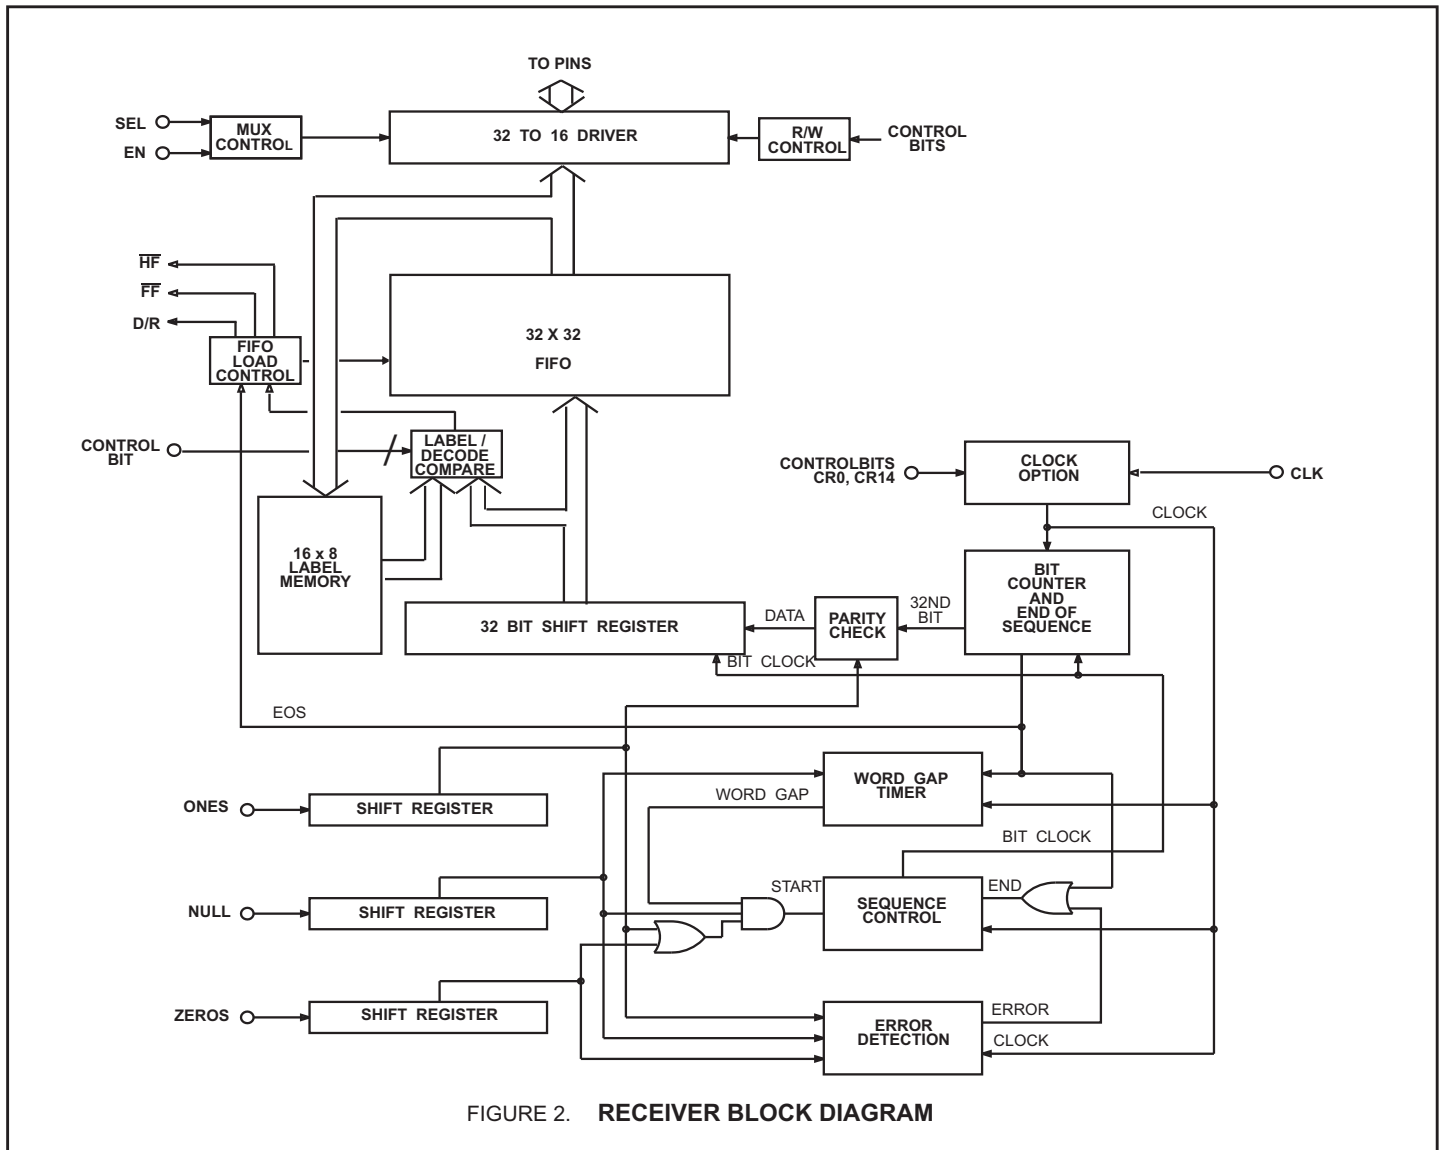 TO PINS
SEL
EN
MUX
CONTROL
32 TO 16 DRIVER
R/W
CONTROL
CONTROL
BITS
HF
FF
D/R
FIFO
LOAD
CONTROL
32 X 32
FIFO
CONTROL
BIT
/
LABEL /
DECODE
COMPARE
CONTROLBITS
CR0, CR14
CLOCK
OPTION
CLK
CLOCK
16 x 8
LABEL
MEMORY
BIT
COUNTER
AND
END OF
SEQUENCE
32 BIT SHIFT REGISTER
DATA
PARITY
CHECK
32ND
BIT
BIT CLOCK
EOS
WORD GAP
TIMER
WORD GAP
ONES
SHIFT REGISTER
BIT CLOCK
START
SEQUENCE
CONTROL
END
NULL
SHIFT REGISTER
ZEROS
SHIFT REGISTER
ERROR
DETECTION
ERROR
CLOCK
FIGURE 2. RECEIVER BLOCK DIAGRAM